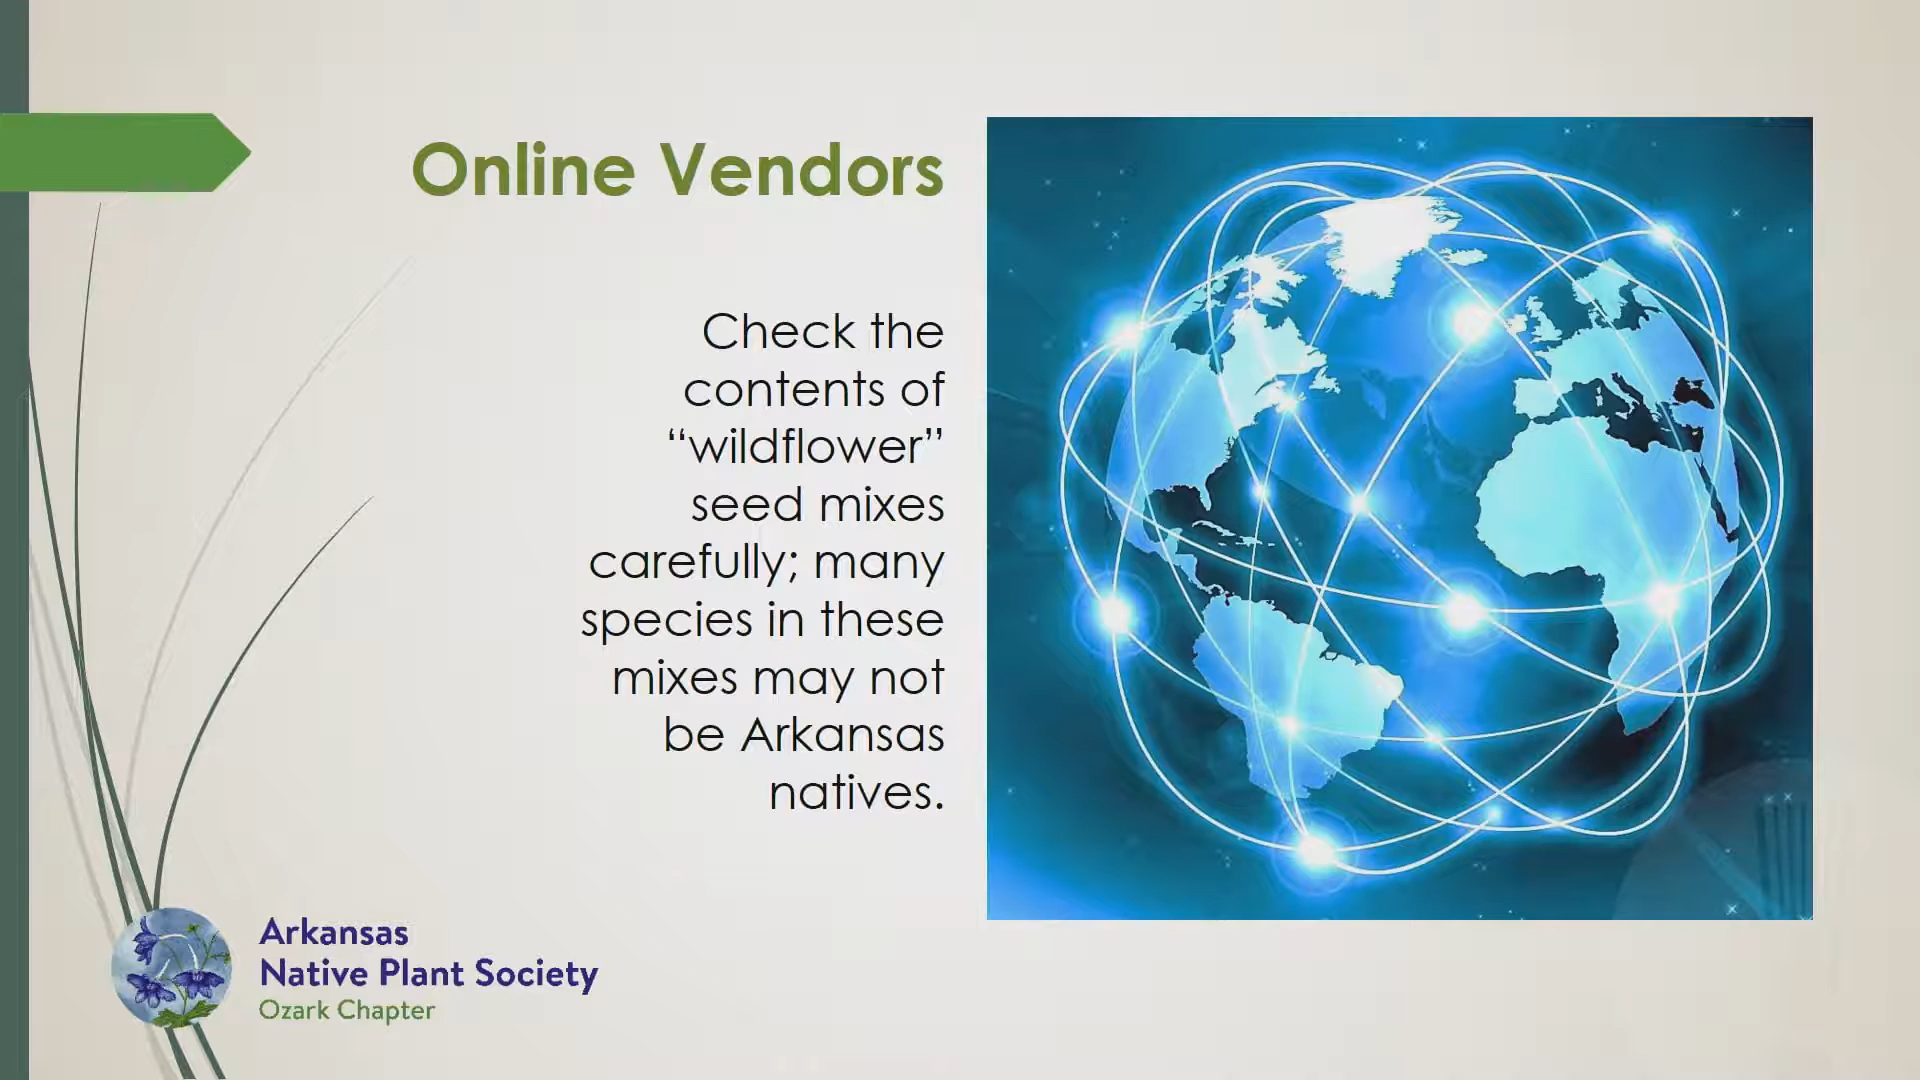 Online Vendors
Check the
contents of
“wildflower”
seed mixes
carefully; many
species in these
mixes may not
be Arkansas
natives.
Arkansas
Native Plant Society
Ozark Chapter